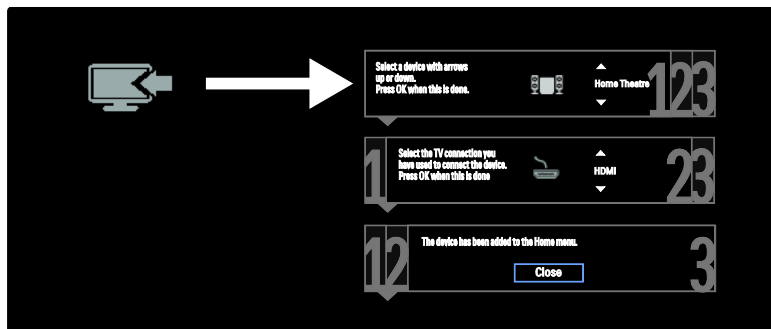 Select a device with arrows
up or down.
Press OK when this is done.
Home Theatre
123
1
Select the TV connection you
have used to connect the device.
Press OK when this is done
HDMI
23
12
The device has been added to the Home menu.
Close
3